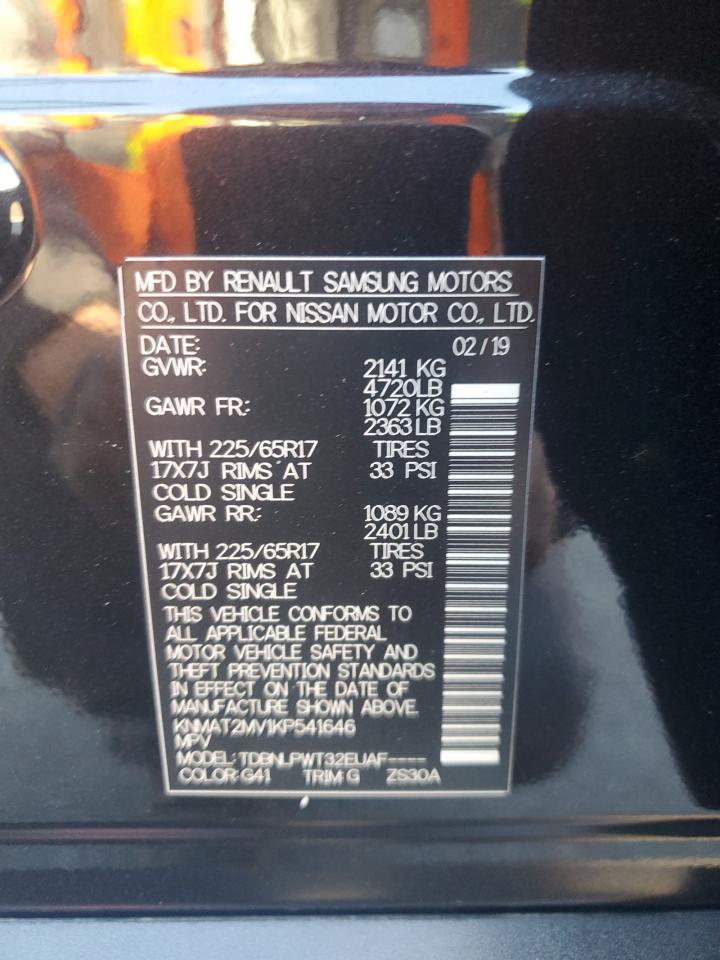 MFD BY RENAULT SAMSUNG MOTORS
CO., LTD. FOR NISSAN MOTOR CO., LTD.
DATE: 02/19
GVWR: 2141 KG
4720LB
GAWR FR: 1072 KG
2363LB
WITH 225/65R17 TIRES
17X7J RIMS AT 33 PSI
COLD SINGLE
GAWR RR: 1089 KG
2401LB
WITH 225/65R17 TIRES
17X7J RIMS AT 33 PSI
COLD SINGLE
THIS VEHICLE CONFORMS TO
ALL APPLICABLE FEDERAL
MOTOR VEHICLE SAFETY AND
THEFT PREVENTION STANDARDS
IN EFFECT ON THE DATE OF
MANUFACTURE SHOWN ABOVE.
KNMAT2MV1KP541646
MPV
MODEL: TDBNLPWT32EUAF----
COLOR:G41 TRIM:G ZS30A